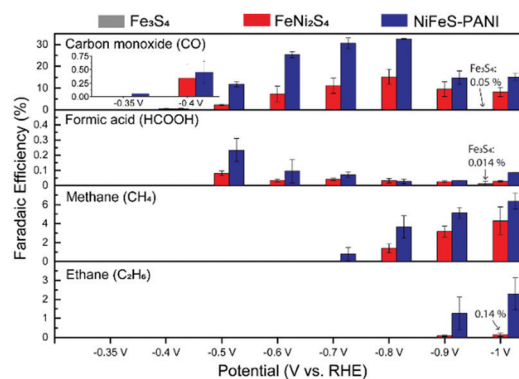 Fe₃S₄ FeNi₂S₄ NiFeS-PANI
Carbon monoxide (CO)
30
20
10
0
0.75
0.50
0.25
0.00
-0.35 V -0.4 V
Fe₃S₄:
0.05 %
Formic acid (HCOOH)
0.4
0.3
0.2
0.1
0.0
Fe₃S₄:
0.014 %
Methane (CH₄)
6
4
2
0
Ethane (C₂H₆)
3
2
1
0
0.14 %
Faradaic Efficiency (%)
-0.35 V -0.4 V -0.5 V -0.6 V -0.7 V -0.8 V -0.9 V -1 V
Potential (V vs. RHE)